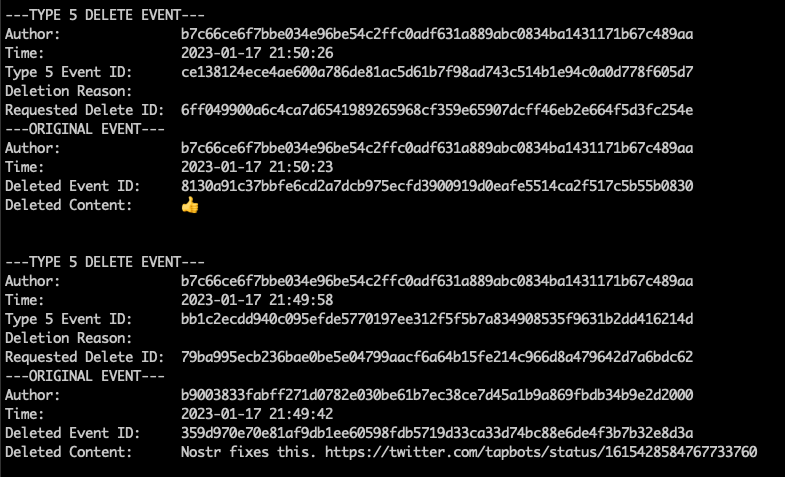 ---TYPE 5 DELETE EVENT---
Author: b7c66ce6f7bbe034e96be54c2ffc0adf631a889abc0834ba1431171b67c489aa
Time: 2023-01-17 21:50:26
Type 5 Event ID: ce138124ece4ae600a786de81ac5d61b7f98ad743c514b1e94c0a0d778f605d7
Deletion Reason:
Requested Delete ID: 6ff049900a6c4ca7d6541989265968cf359e65907dcff46eb2e664f5d3fc254e
---ORIGINAL EVENT---
Author: b7c66ce6f7bbe034e96be54c2ffc0adf631a889abc0834ba1431171b67c489aa
Time: 2023-01-17 21:50:23
Deleted Event ID: 8130a91c37bbfe6cd2a7dcb975ecfd3900919d0eafe5514ca2f517c5b55b0830
Deleted Content: 👍
---TYPE 5 DELETE EVENT---
Author: b7c66ce6f7bbe034e96be54c2ffc0adf631a889abc0834ba1431171b67c489aa
Time: 2023-01-17 21:49:58
Type 5 Event ID: bb1c2ecdd940c095efde5770197ee312f5f5b7a834908535f9631b2dd416214d
Deletion Reason:
Requested Delete ID: 79ba995ecb236bae0be5e04799aacf6a64b15fe214c966d8a479642d7a6bdc62
---ORIGINAL EVENT---
Author: b9003833fabff271d0782e030be61b7ec38ce7d45a1b9a869fbdb34b9e2d2000
Time: 2023-01-17 21:49:42
Deleted Event ID: 359d970e70e81af9db1ee60598fdb5719d33ca33d74bc88e6de4f3b7b32e8d3a
Deleted Content: Nostr fixes this. https://twitter.com/tapbots/status/1615428584767733760